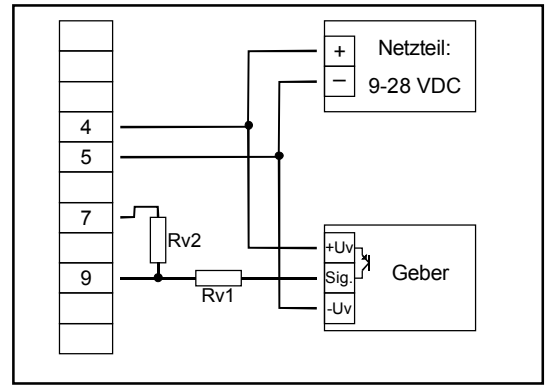 4
5
7
9
Rv2
Rv1
+
–
Netzteil:
9-28 VDC
+Uv
Sig.
-Uv
Geber